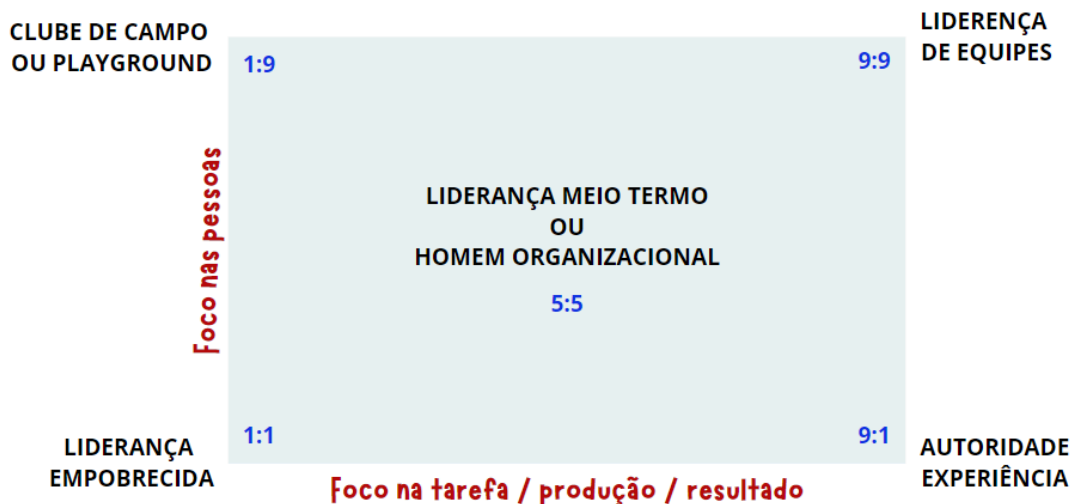 CLUBE DE CAMPO
OU PLAYGROUND
LIDERENÇA
DE EQUIPES
1:9
9:9
Foco nas pessoas
LIDERANÇA MEIO TERMO
OU
HOMEM ORGANIZACIONAL
5:5
1:1
9:1
LIDERANÇA
EMPOBRECIDA
AUTORIDADE
EXPERIÊNCIA
Foco na tarefa / produção / resultado